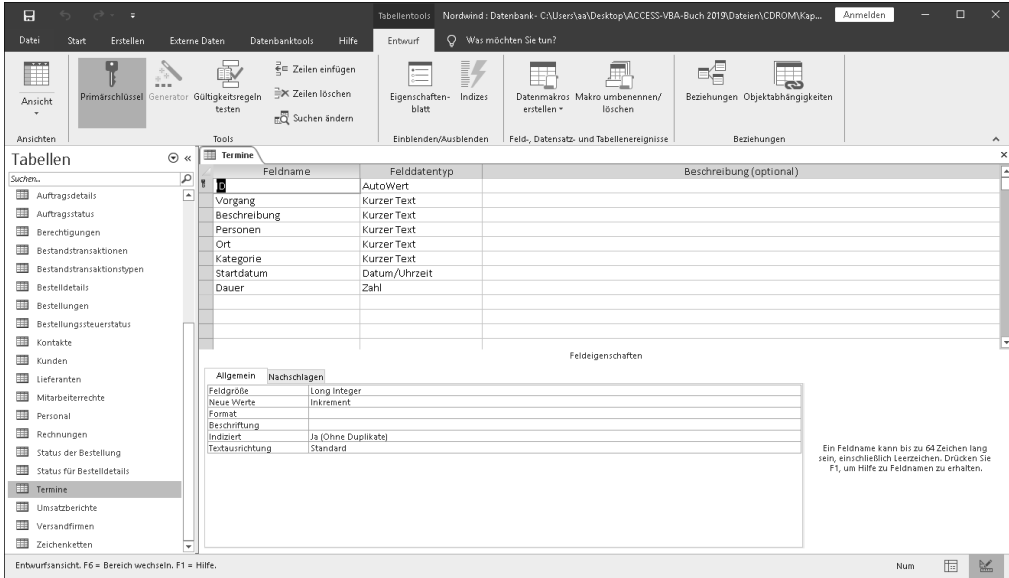 Tabellentools Nordwind : Datenbank- C:\Users\aa\Desktop\ACCESS-VBA-Buch 2019\Dateien\CDROM\Kap... Anmelden
Datei Start Erstellen Externe Daten Datenbanktools Hilfe Entwurf Was möchten Sie tun?
Ansicht
Primärschlüssel Generator Gültigkeitsregeln testen
Zeilen einfügen
Zeilen löschen
Suchen ändern
Eigenschaften-
blatt
Indizes
Datenmakros
erstellen
Makro umbenennen/
löschen
Beziehungen Objektabhängigkeiten
Ansichten Tools Einblenden/Ausblenden Feld-, Datensatz- und Tabellenereignisse Beziehungen
Tabellen
Suchen..
Auftragsdetails
Auftragsstatus
Berechtigungen
Bestandstransaktionen
Bestandstransaktionstypen
Bestelldetails
Bestellungen
Bestellungssteuerstatus
Kontakte
Kunden
Lieferanten
Mitarbeiterrechte
Personal
Rechnungen
Status der Bestellung
Status für Bestelldetails
Termine
Umsatzberichte
Versandfirmen
Zeichenketten
Termine
Feldname Felddatentyp Beschreibung (optional)
ID AutoWert
Vorgang Kurzer Text
Beschreibung Kurzer Text
Personen Kurzer Text
Ort Kurzer Text
Kategorie Kurzer Text
Startdatum Datum/Uhrzeit
Dauer Zahl
Feldeigenschaften
Allgemein Nachschlagen
Feldgröße Long Integer
Neue Werte Inkrement
Format
Beschriftung
Indiziert Ja (Ohne Duplikate)
Textausrichtung Standard
Ein Feldname kann bis zu 64 Zeichen lang
sein, einschließlich Leerzeichen. Drücken Sie
F1, um Hilfe zu Feldnamen zu erhalten.
Entwurfsansicht. F6 = Bereich wechseln. F1 = Hilfe. Num